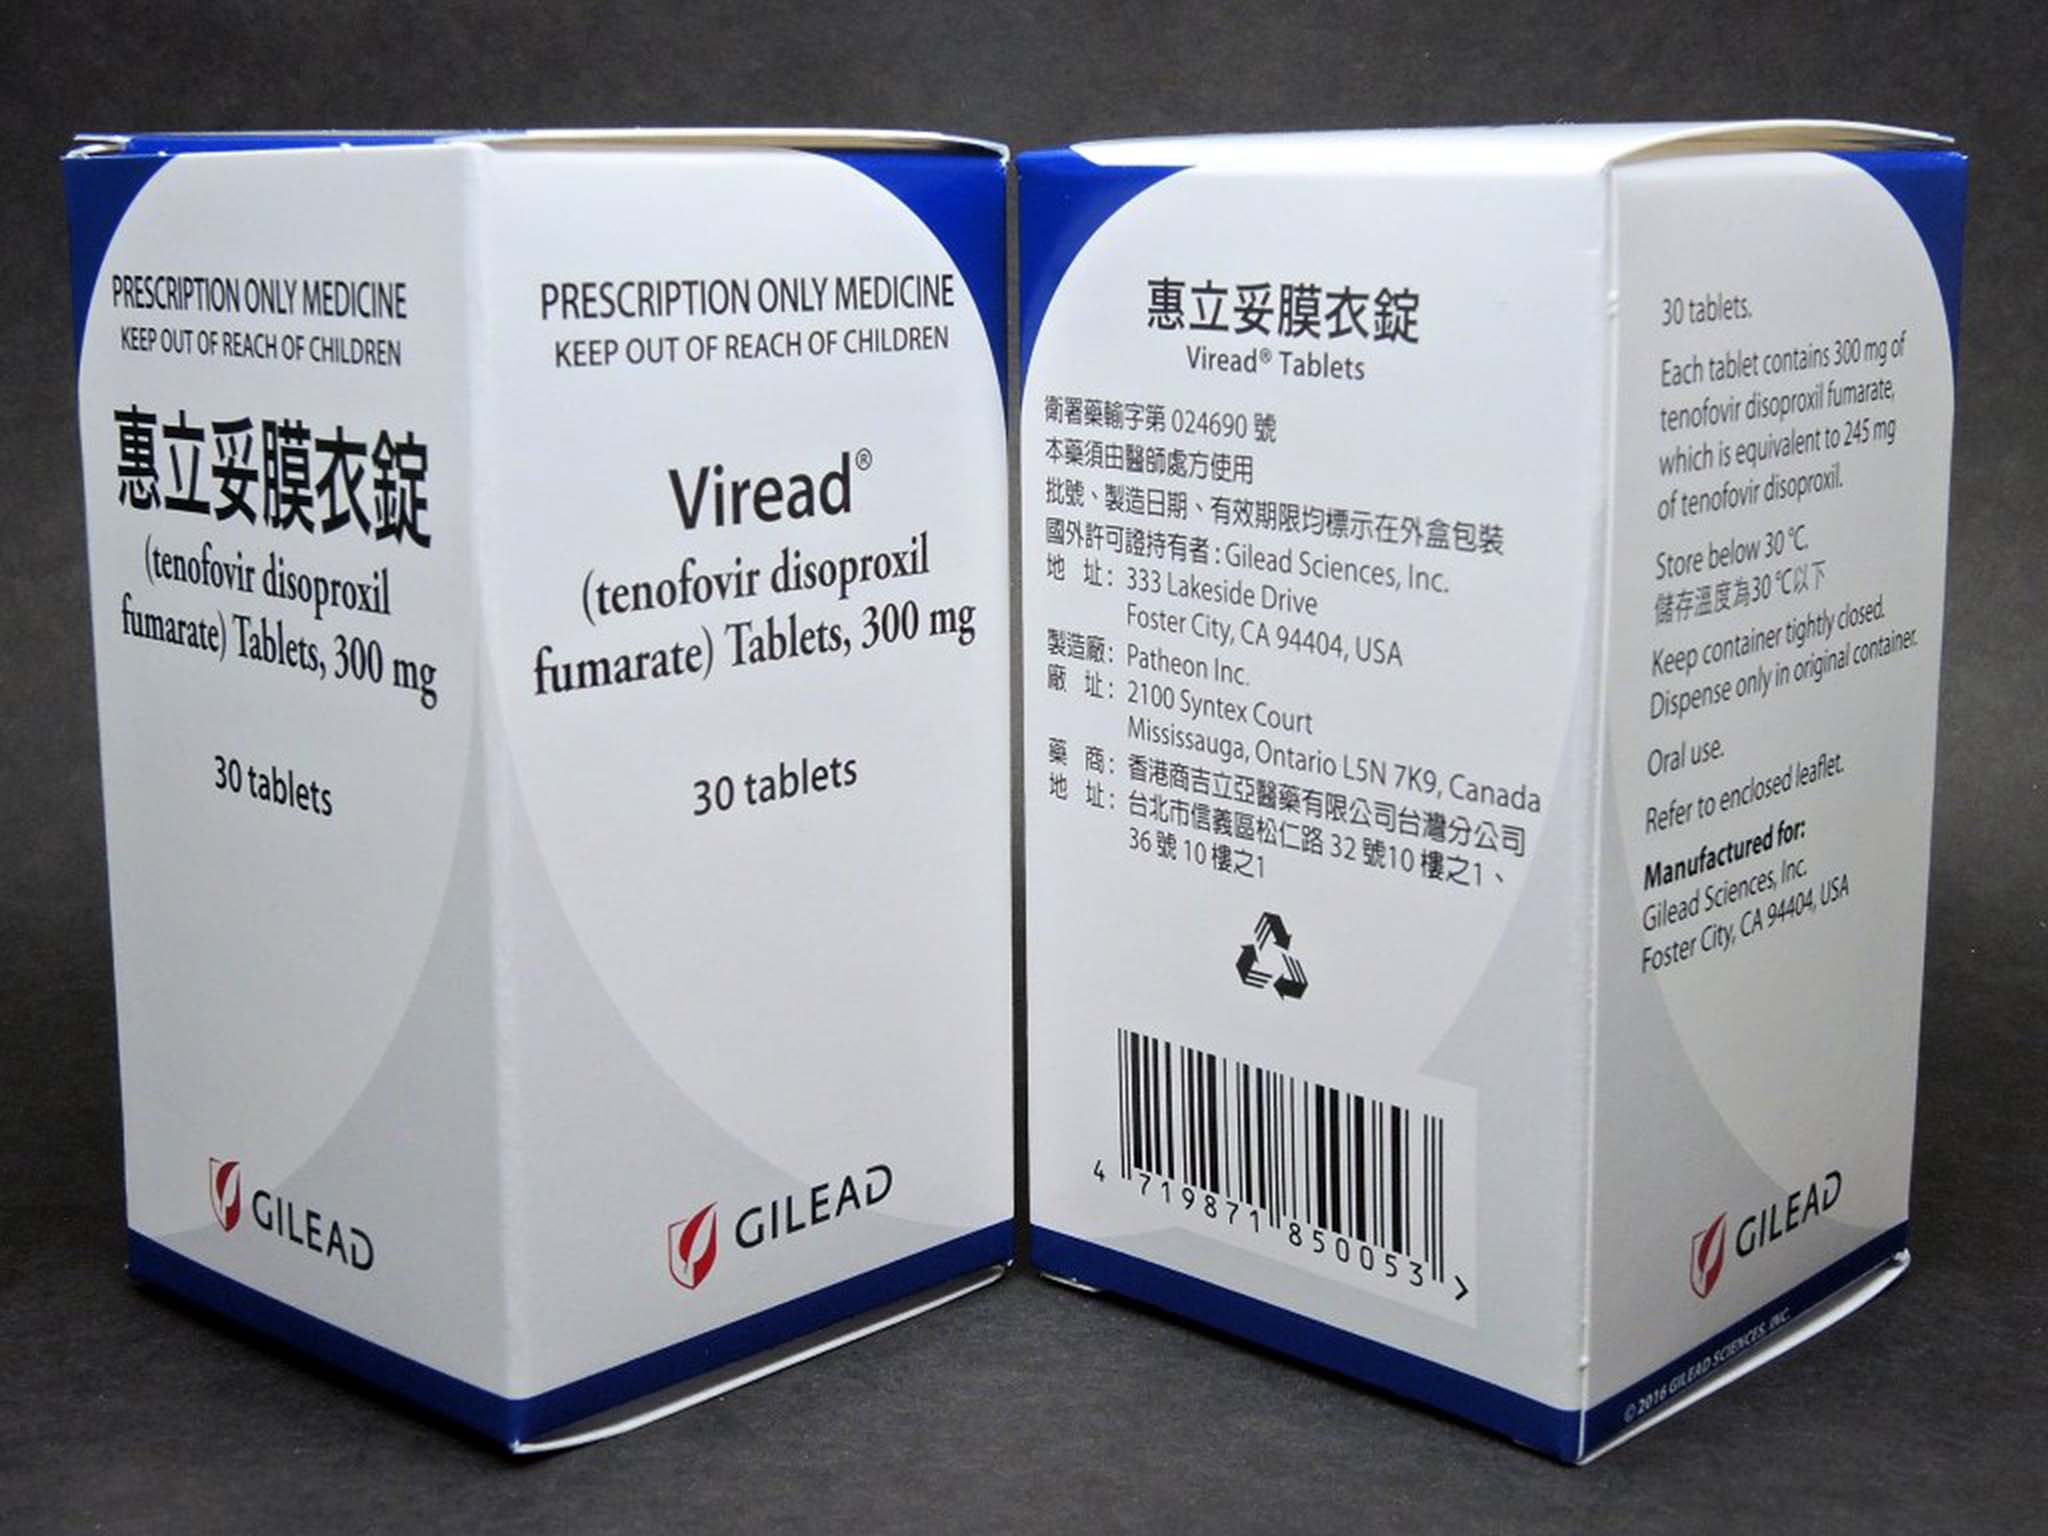 PRESCRIPTION ONLY MEDICINE
KEEP OUT OF REACH OF CHILDREN
惠立妥膜衣錠
(tenofovir disoproxil
fumarate) Tablets, 300 mg
30 tablets
GILEAD
PRESCRIPTION ONLY MEDICINE
KEEP OUT OF REACH OF CHILDREN
Viread®
(tenofovir disoproxil
fumarate) Tablets, 300 mg
30 tablets
GILEAD
惠立妥膜衣錠
Viread® Tablets
衛署藥輸字第 024690 號
本藥須由醫師處方使用
批號、製造日期、有效期限均標示在外盒包裝
國外許可證持有者 : Gilead Sciences, Inc.
地 址 : 333 Lakeside Drive
Foster City, CA 94404, USA
製造廠 : Patheon Inc.
廠 址 : 2100 Syntex Court
Mississauga, Ontario L5N 7K9, Canada
藥 商 : 香港商吉立亞醫藥有限公司台灣分公司
地 址 : 台北市信義區松仁路 32 號10 樓之1、
36 號 10 樓之1
4 719871 850053 >
30 tablets.
Each tablet contains 300 mg of
tenofovir disoproxil fumarate,
which is equivalent to 245 mg
of tenofovir disoproxil.
Store below 30 °C.
儲存溫度為30 °C以下
Keep container tightly closed.
Dispense only in original container.
Oral use.
Refer to enclosed leaflet.
Manufactured for:
Gilead Sciences, Inc.
Foster City, CA 94404, USA
GILEAD
© 2016 GILEAD SCIENCES, INC.